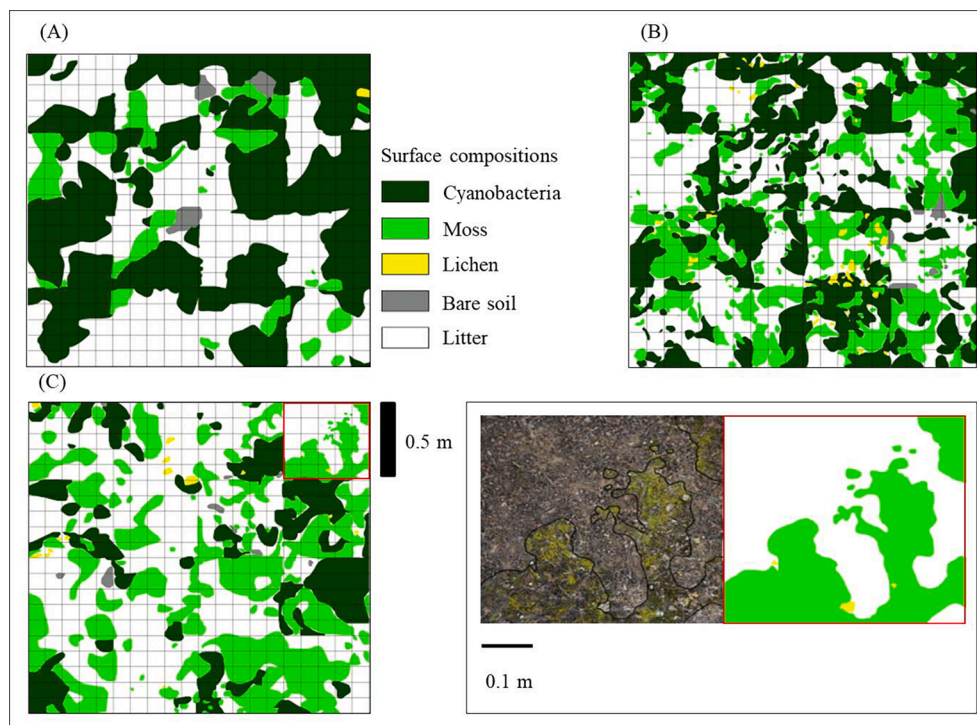 (A)
(B)
Surface compositions
Cyanobacteria
Moss
Lichen
Bare soil
Litter
(C)
0.5 m
0.1 m